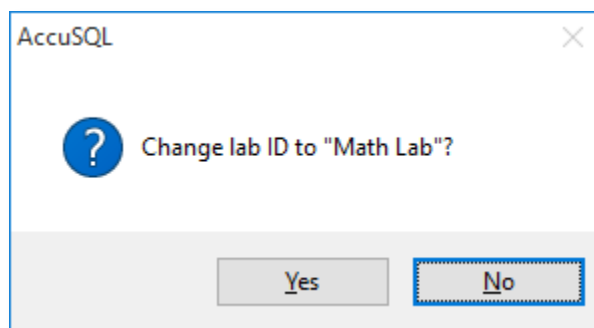 AccuSQL
Change lab ID to "Math Lab"?
Yes
No